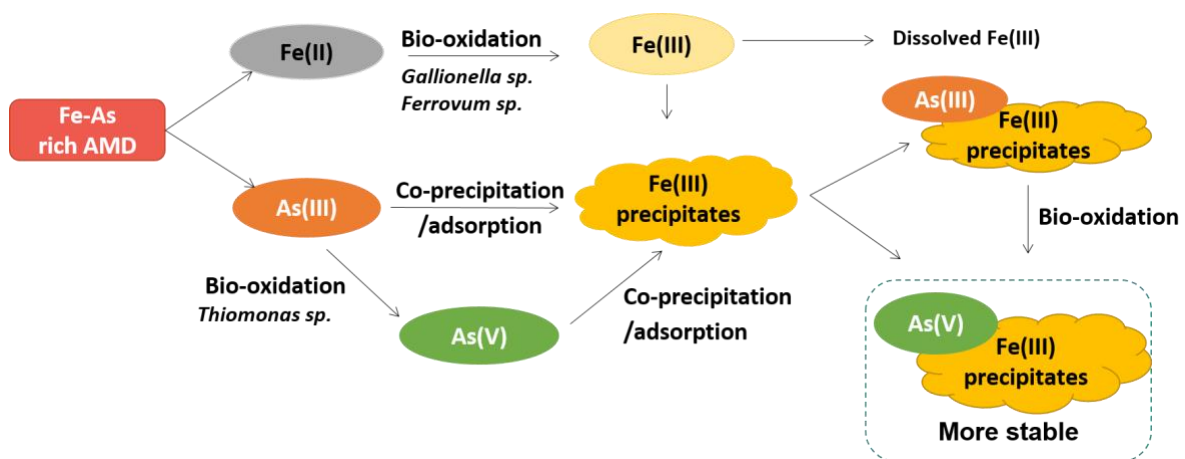 Fe-As
rich AMD
Fe(II)
Bio-oxidation
Gallionella sp.
Ferrovum sp.
Fe(III)
Dissolved Fe(III)
As(III)
Co-precipitation
/adsorption
Fe(III)
precipitates
Bio-oxidation
Thiomonas sp.
As(V)
Co-precipitation
/adsorption
As(III)
Fe(III)
precipitates
Bio-oxidation
As(V)
Fe(III)
precipitates
More stable